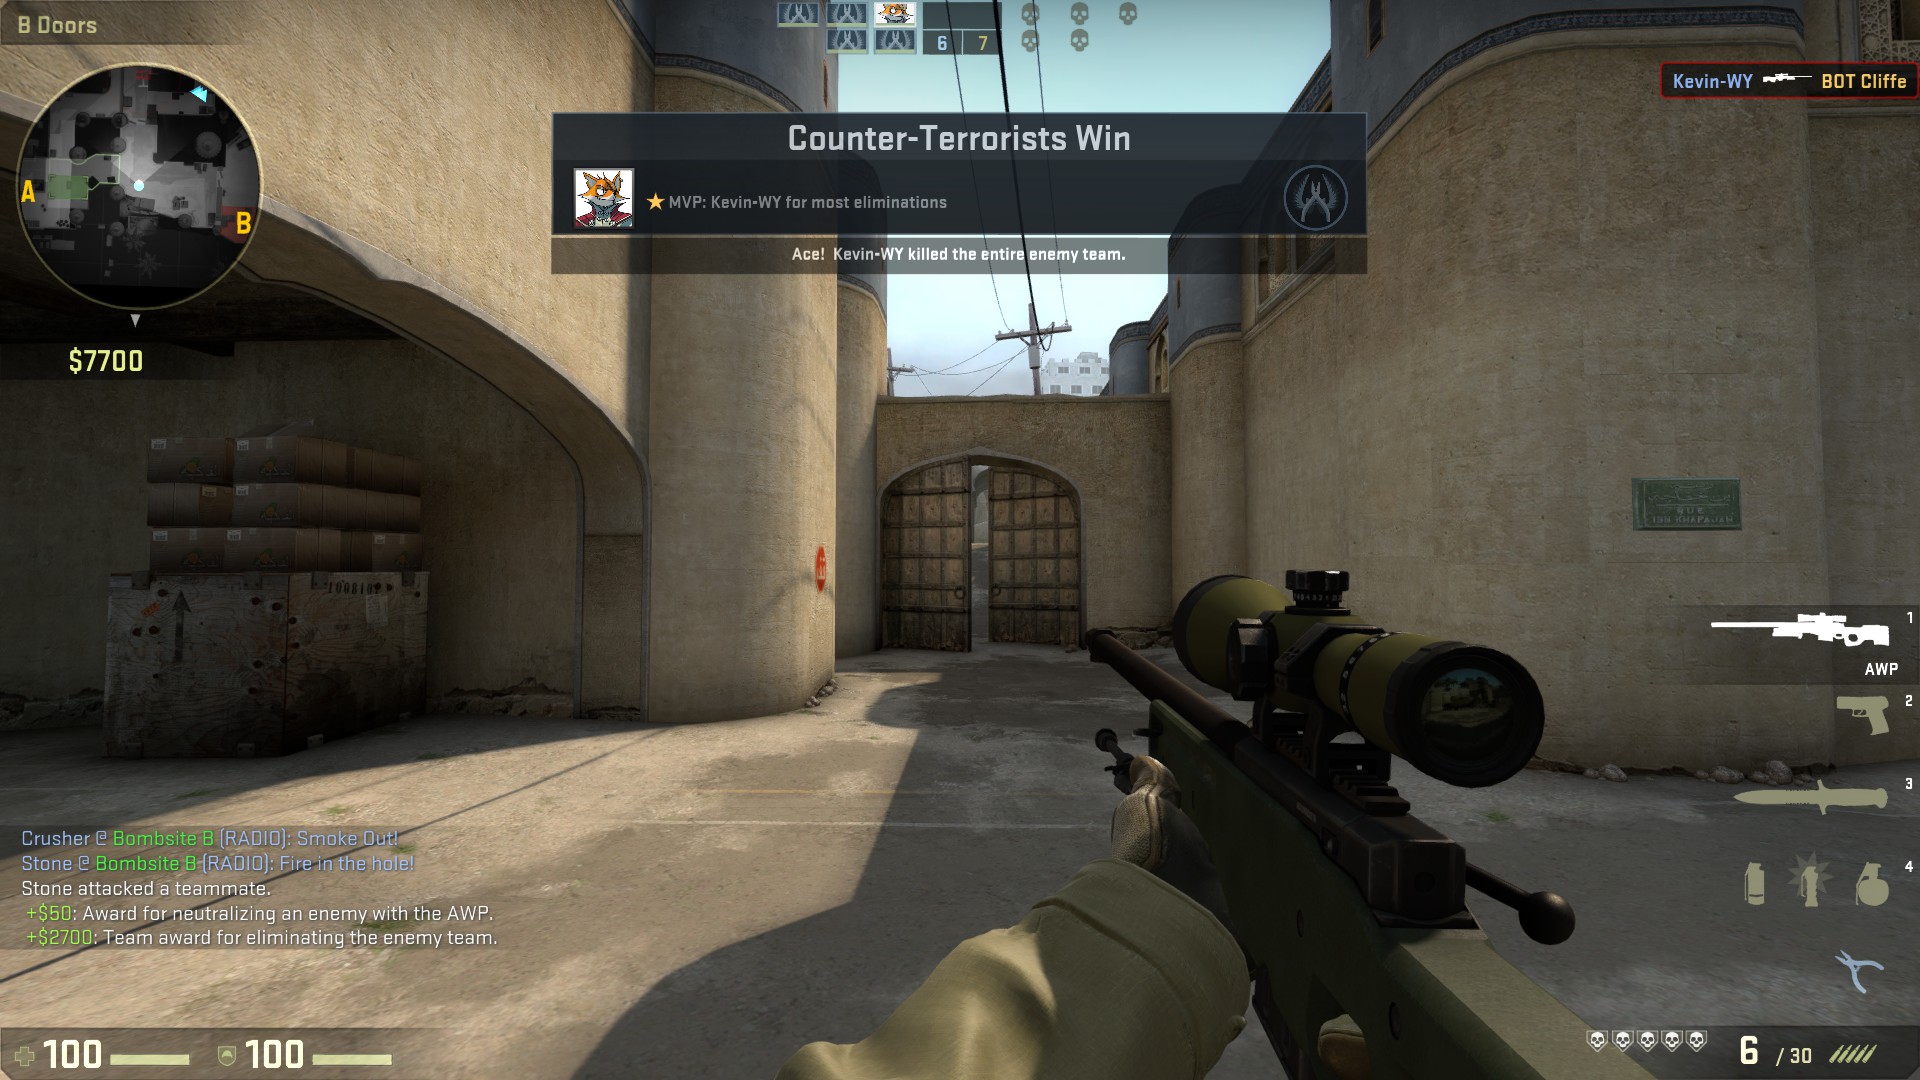 B Doors
6 7
Kevin-WY BOT Cliffe
Counter-Terrorists Win
MVP: Kevin-WY for most eliminations
Ace! Kevin-WY killed the entire enemy team.
A
B
$7700
1
AWP
2
3
4
Crusher @ Bombsite B (RADIO): Smoke Out!
Stone @ Bombsite B (RADIO): Fire in the hole!
Stone attacked a teammate.
+$50: Award for neutralizing an enemy with the AWP.
+$2700: Team award for eliminating the enemy team.
100 100
6 / 30
RUE